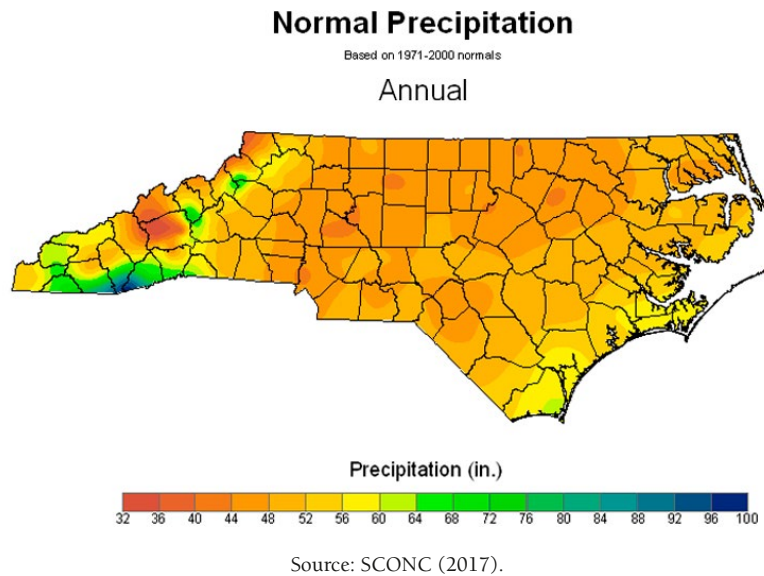 Normal Precipitation
Based on 1971-2000 normals
Annual
Precipitation (in.)
32 36 40 44 48 52 56 60 64 68 72 76 80 84 88 92 96 100
Source: SCONC (2017).